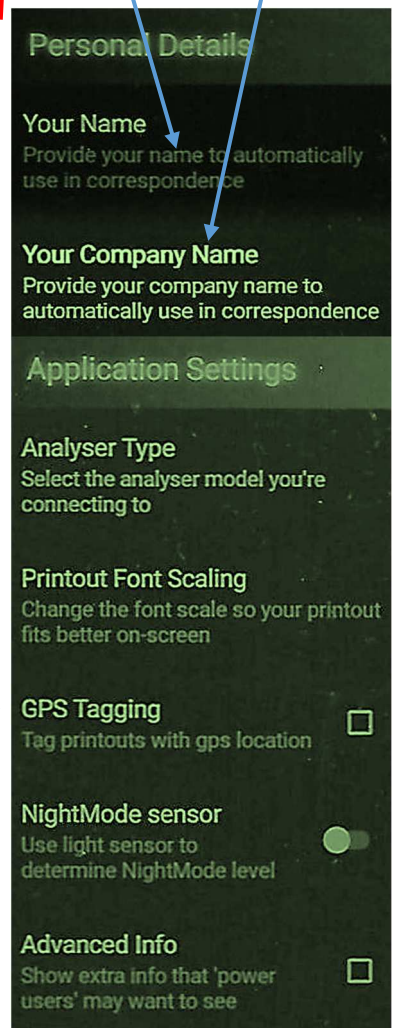 Personal Details
Your Name
Provide your name to automatically
use in correspondence
Your Company Name
Provide your company name to
automatically use in correspondence
Application Settings
Analyser Type
Select the analyser model you're
connecting to
Printout Font Scaling
Change the font scale so your printout
fits better on-screen
GPS Tagging
Tag printouts with gps location
NightMode sensor
Use light sensor to
determine NightMode level
Advanced Info
Show extra info that 'power
users' may want to see